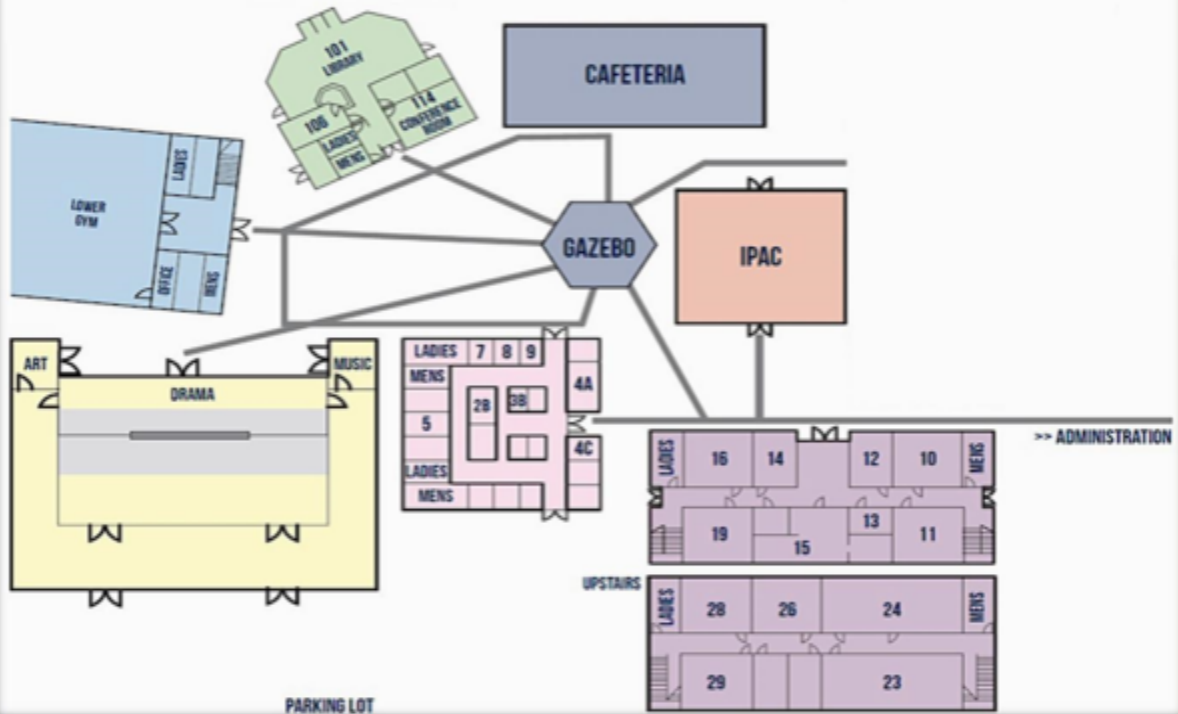 101
LIBRARY
106
LADIES
MENS
114
CONFERENCE
ROOM
CAFETERIA
LOWER
GYM
LADIES
OFFICE
MENS
GAZEBO
IPAC
ART
MUSIC
DRAMA
LADIES
7
8
9
MENS
5
LADIES
MENS
2B
3B
4A
4C
>> ADMINISTRATION
LADIES
16
14
12
10
MENS
19
15
13
11
UPSTAIRS
LADIES
28
26
24
MENS
29
23
PARKING LOT